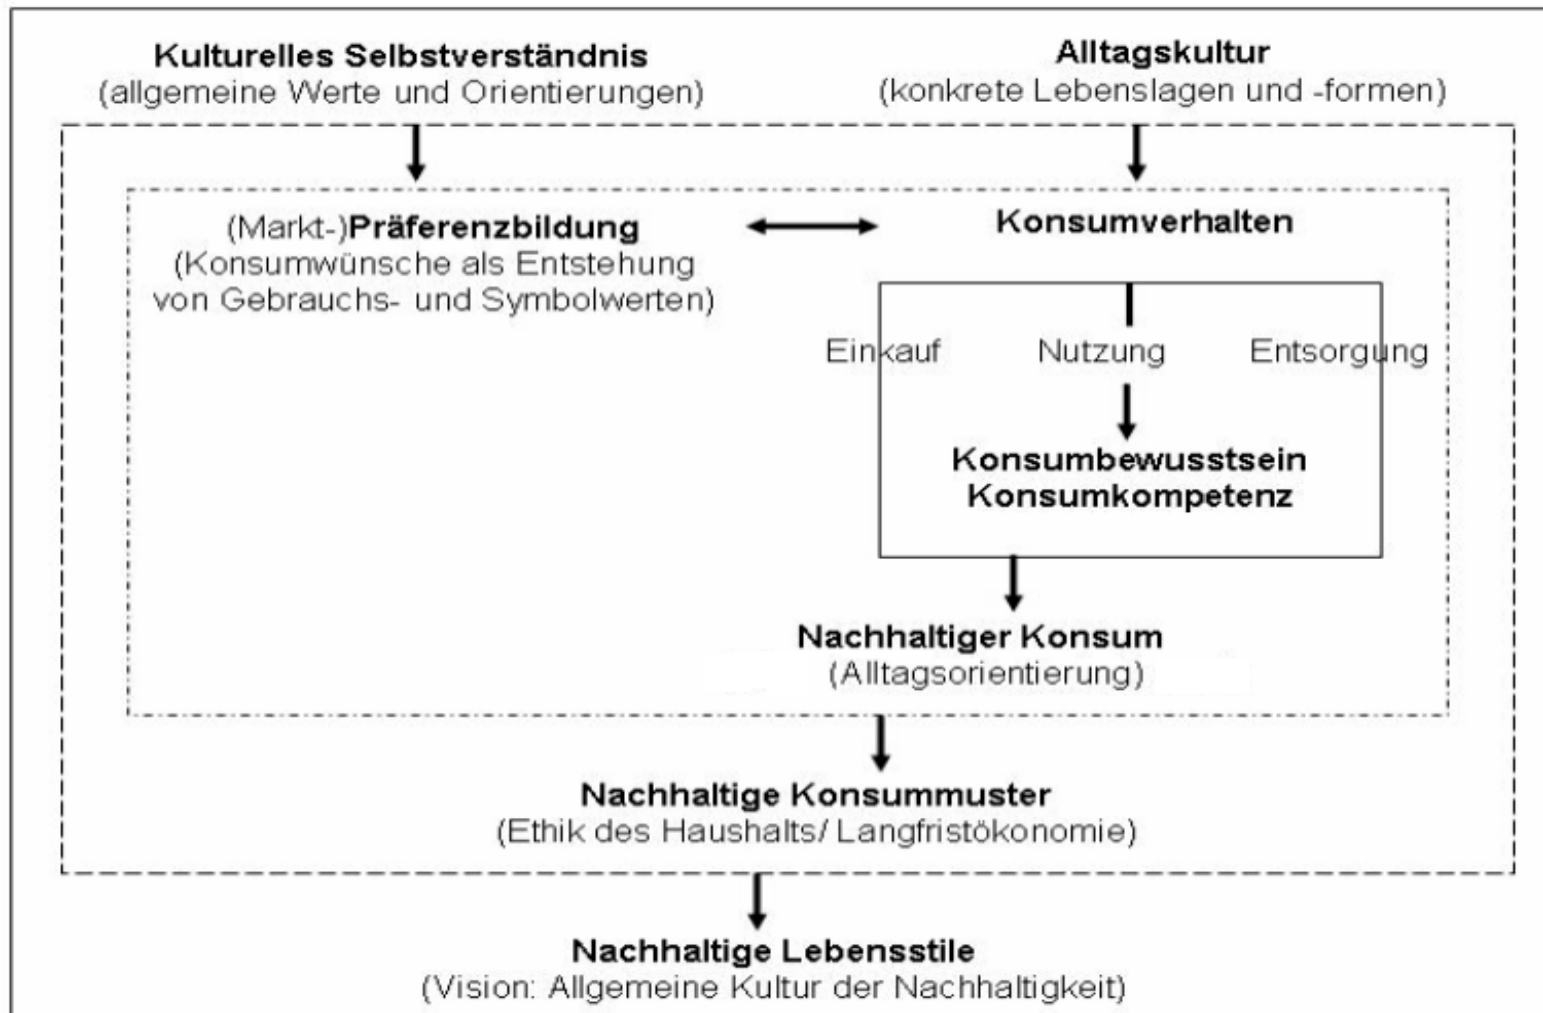 Kulturelles Selbstverständnis
(allgemeine Werte und Orientierungen)
Alltagskultur
(konkrete Lebenslagen und -formen)
(Markt-)Präferenzbildung
(Konsumwünsche als Entstehung
von Gebrauchs- und Symbolwerten)
Konsumverhalten
Einkauf
Nutzung
Entsorgung
Konsumbewusstsein
Konsumkompetenz
Nachhaltiger Konsum
(Alltagsorientierung)
Nachhaltige Konsummuster
(Ethik des Haushalts/ Langfristökonomie)
Nachhaltige Lebensstile
(Vision: Allgemeine Kultur der Nachhaltigkeit)